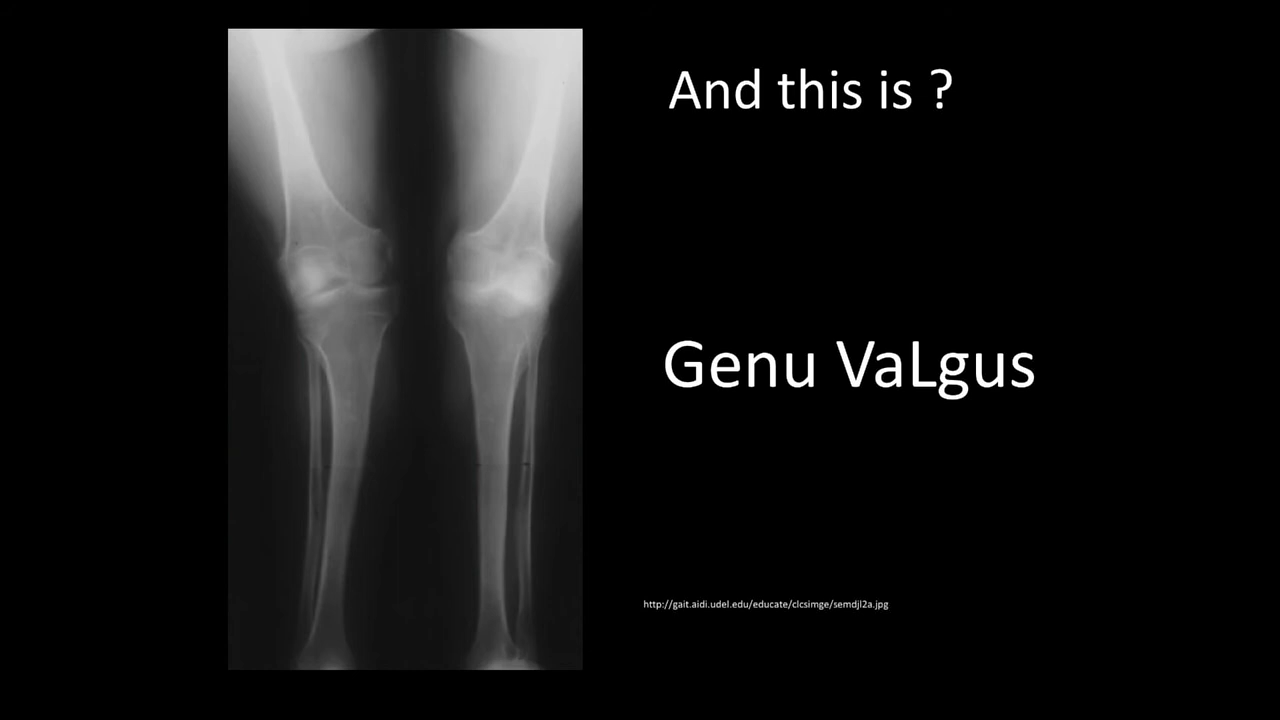 And this is ?
Genu VaLgus
http://gait.aidi.udel.edu/educate/clcsimge/semdjl2a.jpg